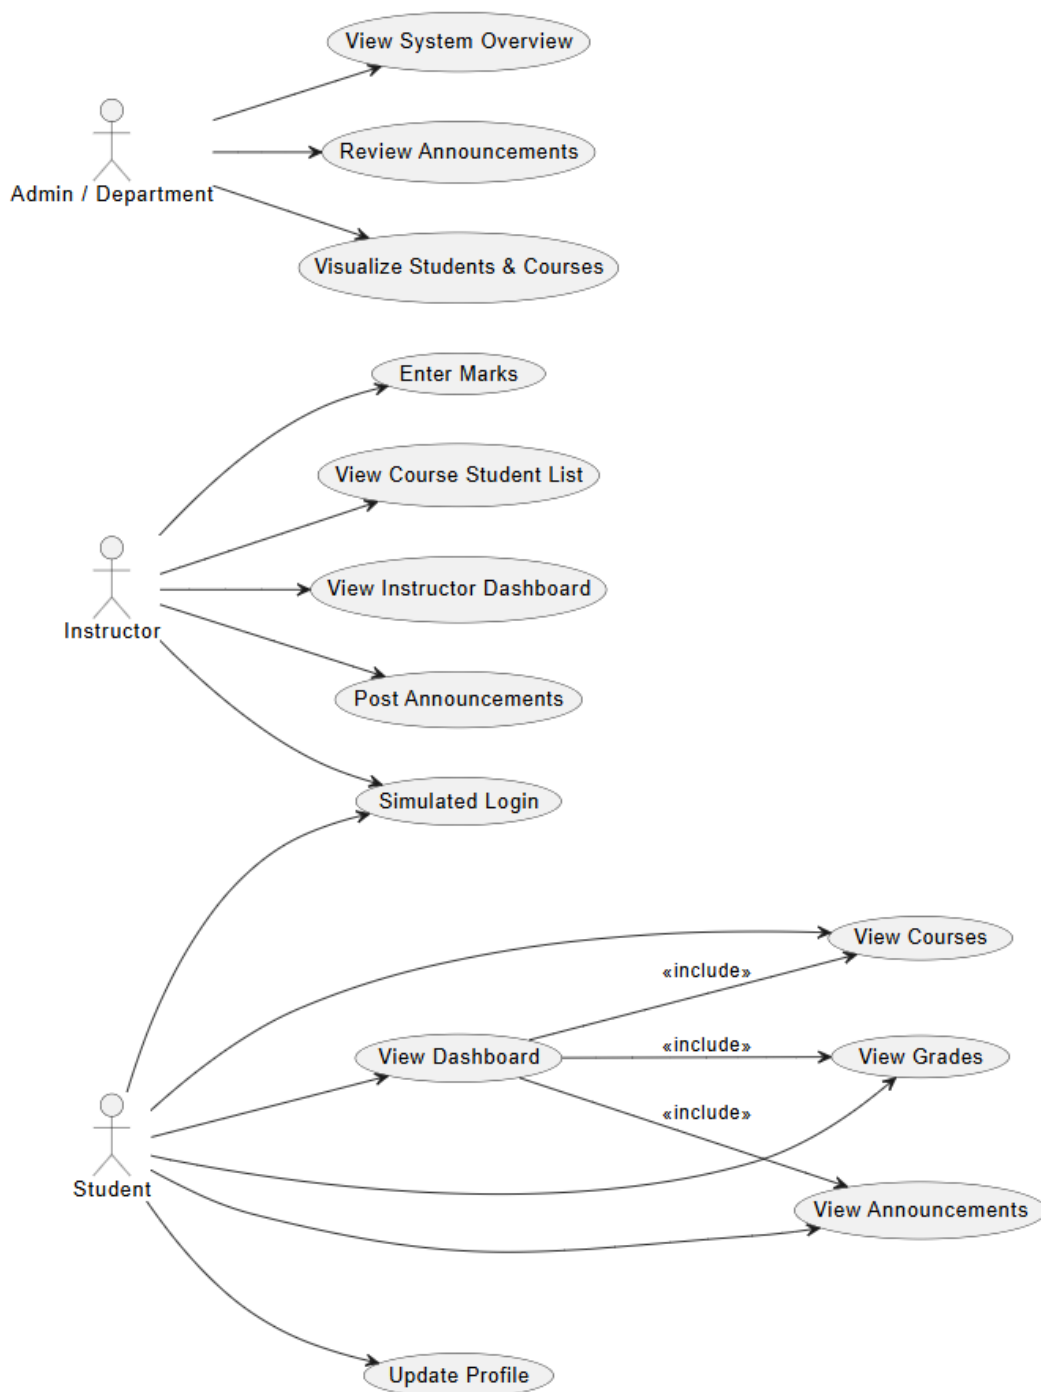 View System Overview
Review Announcements
Admin / Department
Visualize Students & Courses
Enter Marks
View Course Student List
View Instructor Dashboard
Instructor
Post Announcements
Simulated Login
View Courses
«include»
View Dashboard
«include»
View Grades
«include»
Student
View Announcements
Update Profile